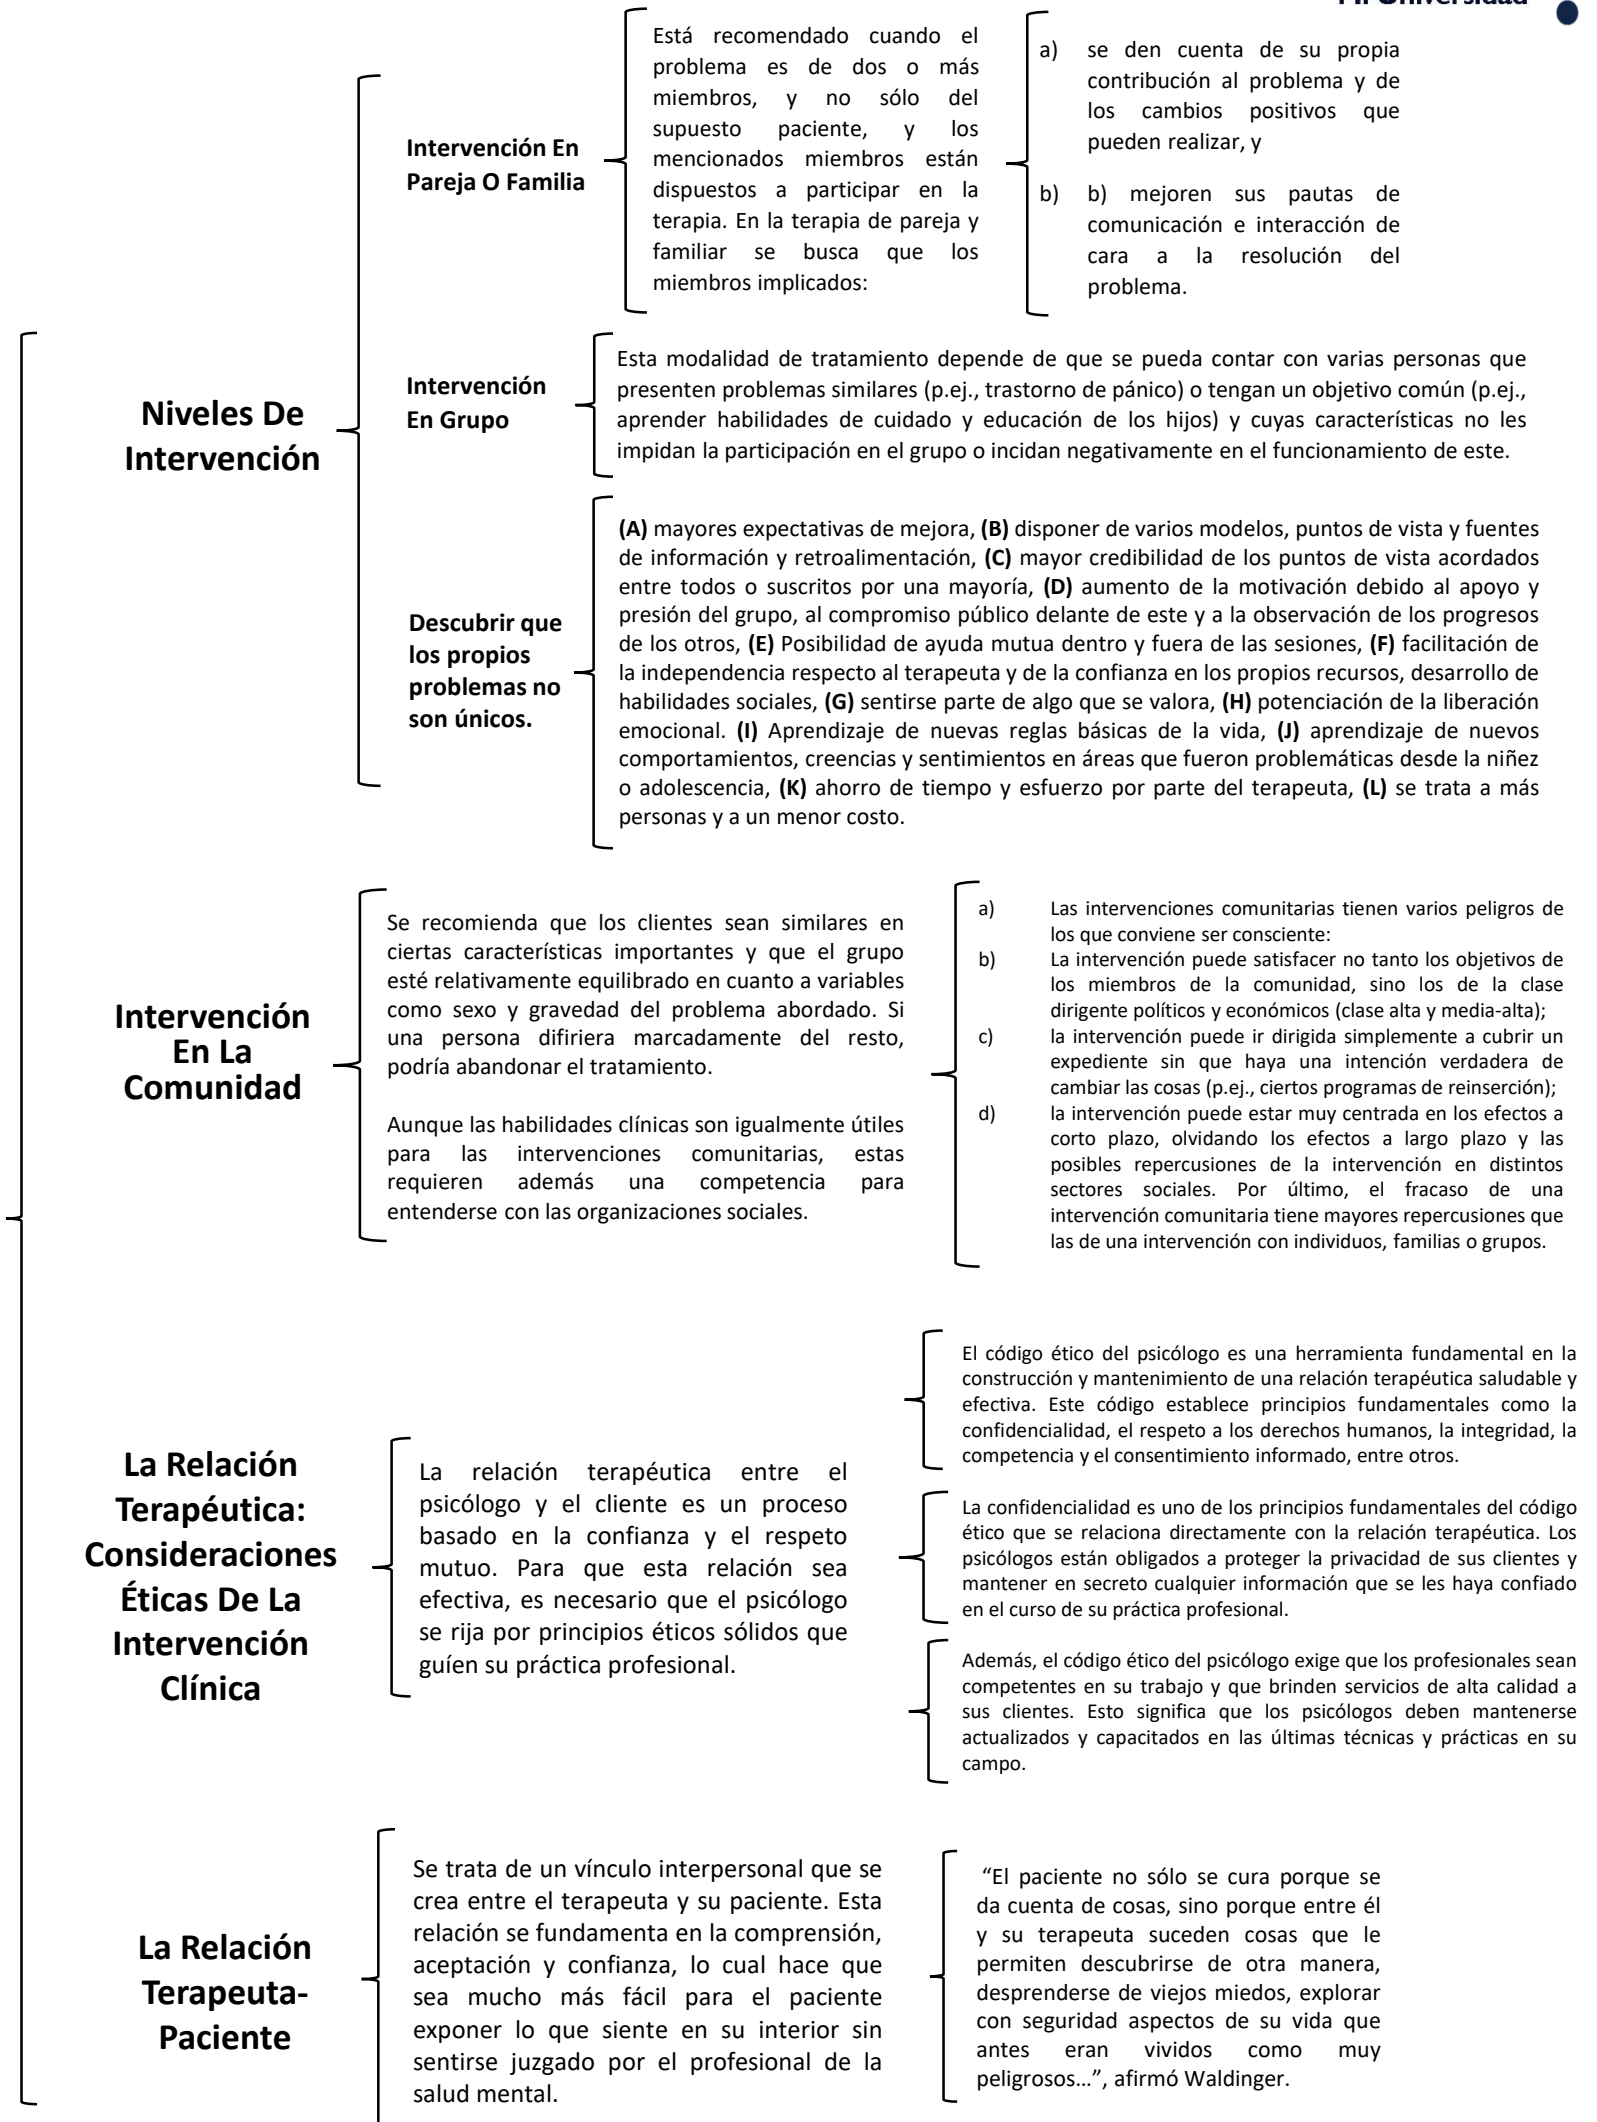 Mi Universidad
Intervención En
Pareja O Familia
Está recomendado cuando el
problema es de dos o más
miembros, y no sólo del
supuesto paciente, y los
mencionados miembros están
dispuestos a participar en la
terapia. En la terapia de pareja y
familiar se busca que los
miembros implicados:
a) se den cuenta de su propia
contribución al problema y de
los cambios positivos que
pueden realizar, y
b) b) mejoren sus pautas de
comunicación e interacción de
cara a la resolución del
problema.
Niveles De
Intervención
Intervención
En Grupo
Esta modalidad de tratamiento depende de que se pueda contar con varias personas que
presenten problemas similares (p.ej., trastorno de pánico) o tengan un objetivo común (p.ej.,
aprender habilidades de cuidado y educación de los hijos) y cuyas características no les
impidan la participación en el grupo o incidan negativamente en el funcionamiento de este.
Descubrir que
los propios
problemas no
son únicos.
(A) mayores expectativas de mejora, (B) disponer de varios modelos, puntos de vista y fuentes
de información y retroalimentación, (C) mayor credibilidad de los puntos de vista acordados
entre todos o suscritos por una mayoría, (D) aumento de la motivación debido al apoyo y
presión del grupo, al compromiso público delante de este y a la observación de los progresos
de los otros, (E) Posibilidad de ayuda mutua dentro y fuera de las sesiones, (F) facilitación de
la independencia respecto al terapeuta y de la confianza en los propios recursos, desarrollo de
habilidades sociales, (G) sentirse parte de algo que se valora, (H) potenciación de la liberación
emocional. (I) Aprendizaje de nuevas reglas básicas de la vida, (J) aprendizaje de nuevos
comportamientos, creencias y sentimientos en áreas que fueron problemáticas desde la niñez
o adolescencia, (K) ahorro de tiempo y esfuerzo por parte del terapeuta, (L) se trata a más
personas y a un menor costo.
Intervención
En La
Comunidad
Se recomienda que los clientes sean similares en
ciertas características importantes y que el grupo
esté relativamente equilibrado en cuanto a variables
como sexo y gravedad del problema abordado. Si
una persona difiriera marcadamente del resto,
podría abandonar el tratamiento.
Aunque las habilidades clínicas son igualmente útiles
para las intervenciones comunitarias, estas
requieren además una competencia para
entenderse con las organizaciones sociales.
a) Las intervenciones comunitarias tienen varios peligros de
los que conviene ser consciente:
b) La intervención puede satisfacer no tanto los objetivos de
los miembros de la comunidad, sino los de la clase
dirigente políticos y económicos (clase alta y media-alta);
c) la intervención puede ir dirigida simplemente a cubrir un
expediente sin que haya una intención verdadera de
cambiar las cosas (p.ej., ciertos programas de reinserción);
d) la intervención puede estar muy centrada en los efectos a
corto plazo, olvidando los efectos a largo plazo y las
posibles repercusiones de la intervención en distintos
sectores sociales. Por último, el fracaso de una
intervención comunitaria tiene mayores repercusiones que
las de una intervención con individuos, familias o grupos.
La Relación
Terapéutica:
Consideraciones
Éticas De La
Intervención
Clínica
La relación terapéutica entre el
psicólogo y el cliente es un proceso
basado en la confianza y el respeto
mutuo. Para que esta relación sea
efectiva, es necesario que el psicólogo
se rija por principios éticos sólidos que
guíen su práctica profesional.
El código ético del psicólogo es una herramienta fundamental en la
construcción y mantenimiento de una relación terapéutica saludable y
efectiva. Este código establece principios fundamentales como la
confidencialidad, el respeto a los derechos humanos, la integridad, la
competencia y el consentimiento informado, entre otros.
La confidencialidad es uno de los principios fundamentales del código
ético que se relaciona directamente con la relación terapéutica. Los
psicólogos están obligados a proteger la privacidad de sus clientes y
mantener en secreto cualquier información que se les haya confiado
en el curso de su práctica profesional.
Además, el código ético del psicólogo exige que los profesionales sean
competentes en su trabajo y que brinden servicios de alta calidad a
sus clientes. Esto significa que los psicólogos deben mantenerse
actualizados y capacitados en las últimas técnicas y prácticas en su
campo.
La Relación
Terapeuta-
Paciente
Se trata de un vínculo interpersonal que se
crea entre el terapeuta y su paciente. Esta
relación se fundamenta en la comprensión,
aceptación y confianza, lo cual hace que
sea mucho más fácil para el paciente
exponer lo que siente en su interior sin
sentirse juzgado por el profesional de la
salud mental.
“El paciente no sólo se cura porque se
da cuenta de cosas, sino porque entre él
y su terapeuta suceden cosas que le
permiten descubrirse de otra manera,
desprenderse de viejos miedos, explorar
con seguridad aspectos de su vida que
antes eran vividos como muy
peligrosos…”, afirmó Waldinger.